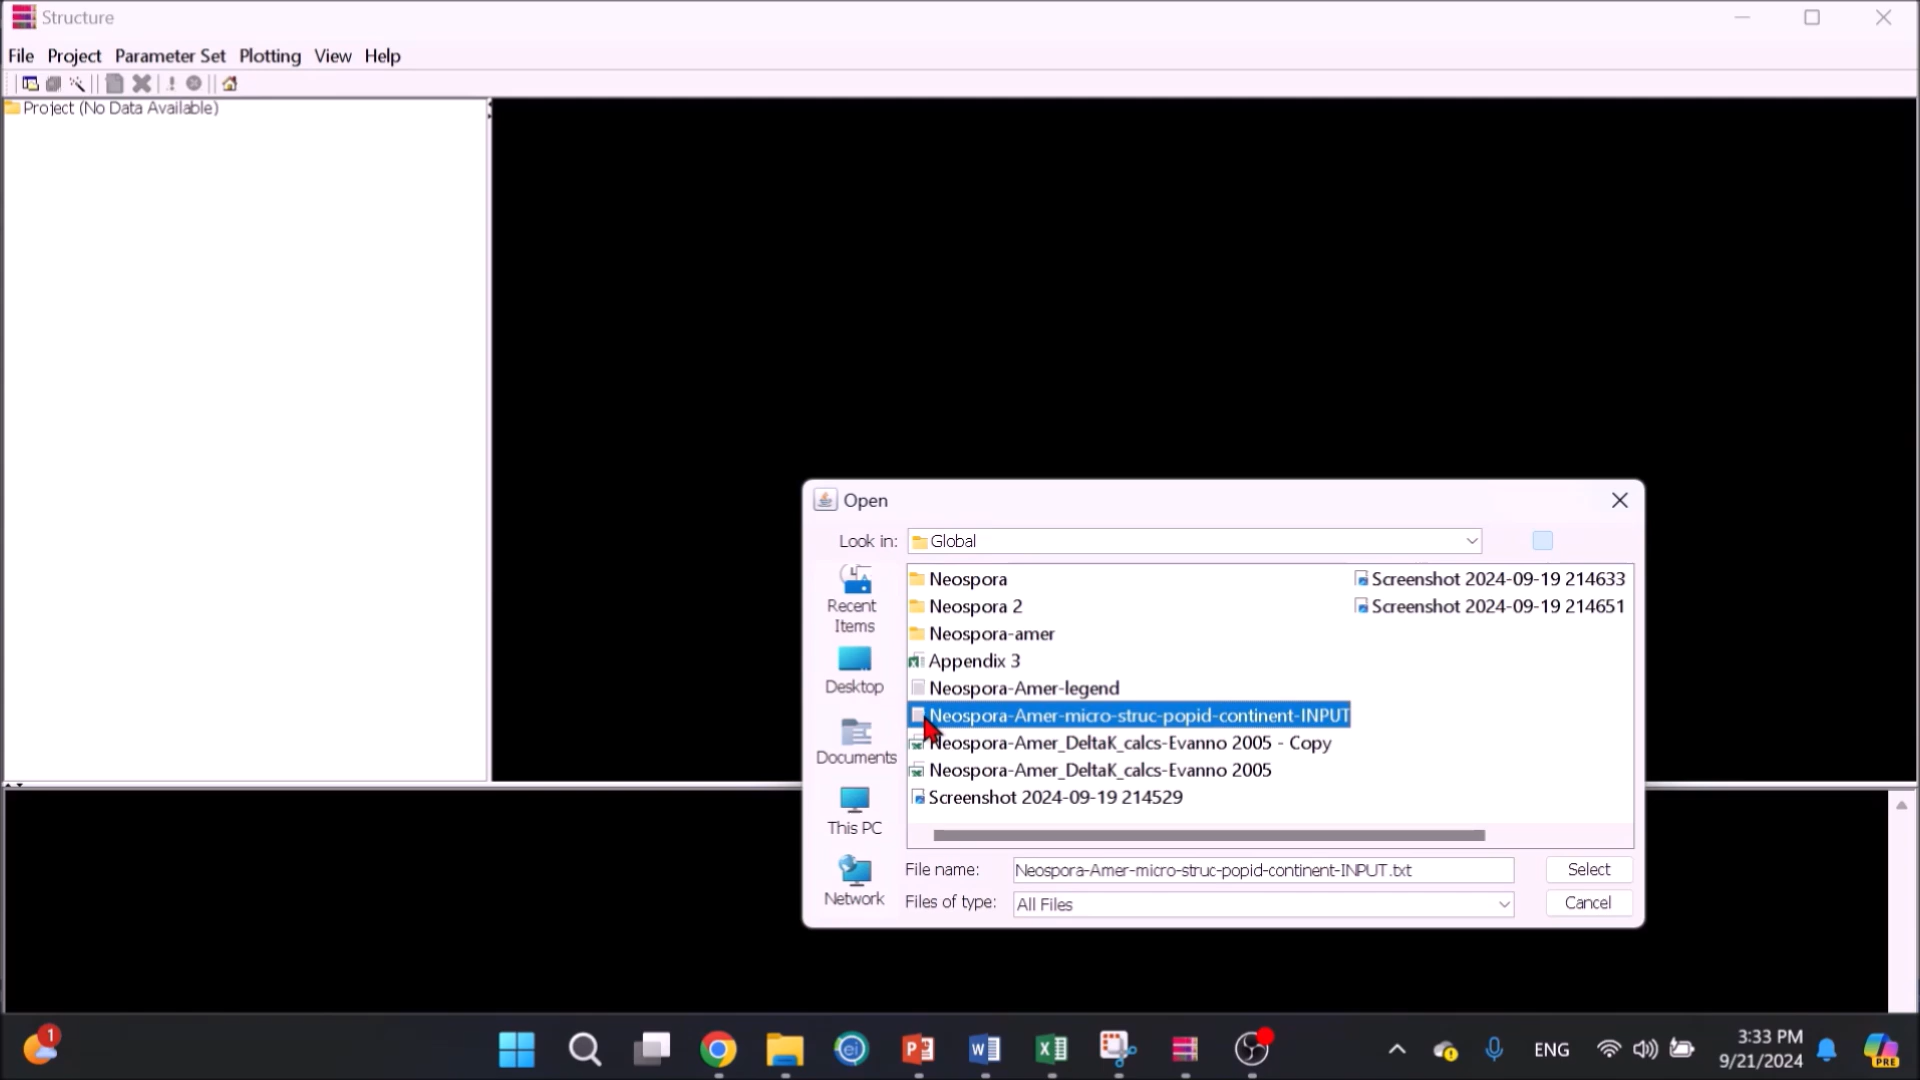 Structure
File Project Parameter Set Plotting View Help
Project (No Data Available)
Open
Look in: Global
Recent Items
Desktop
Documents
This PC
Network
Neospora
Neospora 2
Neospora-amer
Appendix 3
Neospora-Amer-legend
Neospora-Amer-micro-struc-popid-continent-INPUT
Neospora-Amer_DeltaK_calcs-Evanno 2005 - Copy
Neospora-Amer_DeltaK_calcs-Evanno 2005
Screenshot 2024-09-19 214529
Screenshot 2024-09-19 214633
Screenshot 2024-09-19 214651
File name: Neospora-Amer-micro-struc-popid-continent-INPUT.txt Select
Files of type: All Files Cancel
1
ENG
3:33 PM
9/21/2024
PRE